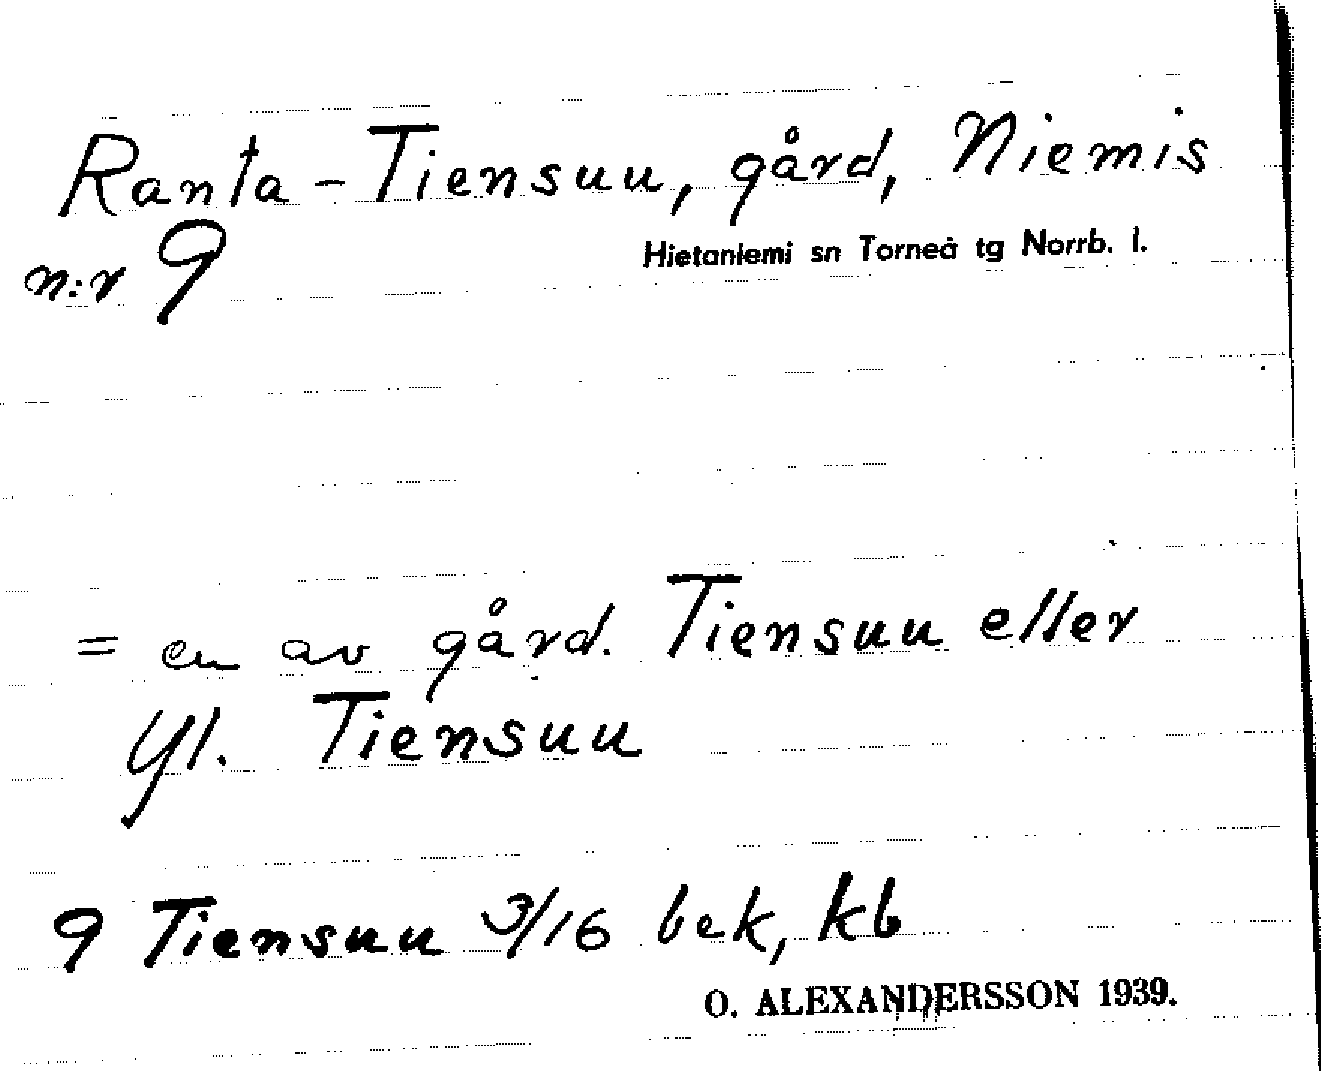 Ranta-Tiensuu, gård, Niemis
n:r 9
Hietaniemi sn Torneå tg Norrb. l.
= en av gård. Tiensuu eller
Yl. Tiensuu
9 Tiensuu 3/16 bek, kb
O. ALEXANDERSSON 1939.